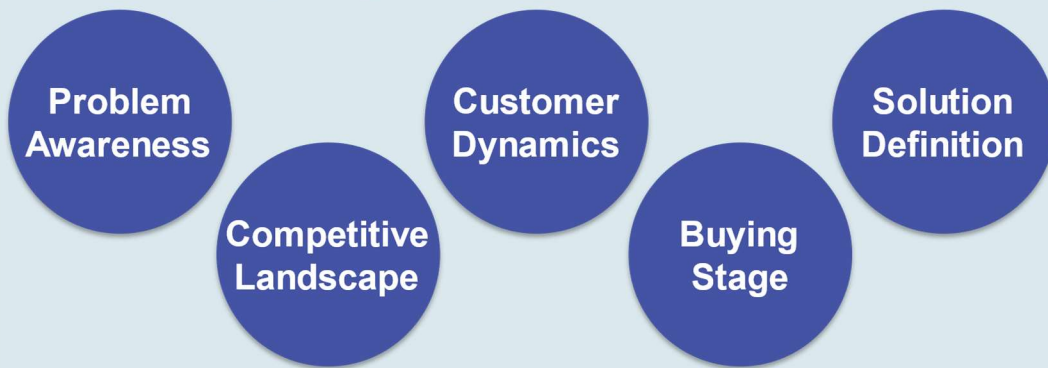 Problem
Awareness
Competitive
Landscape
Customer
Dynamics
Buying
Stage
Solution
Definition